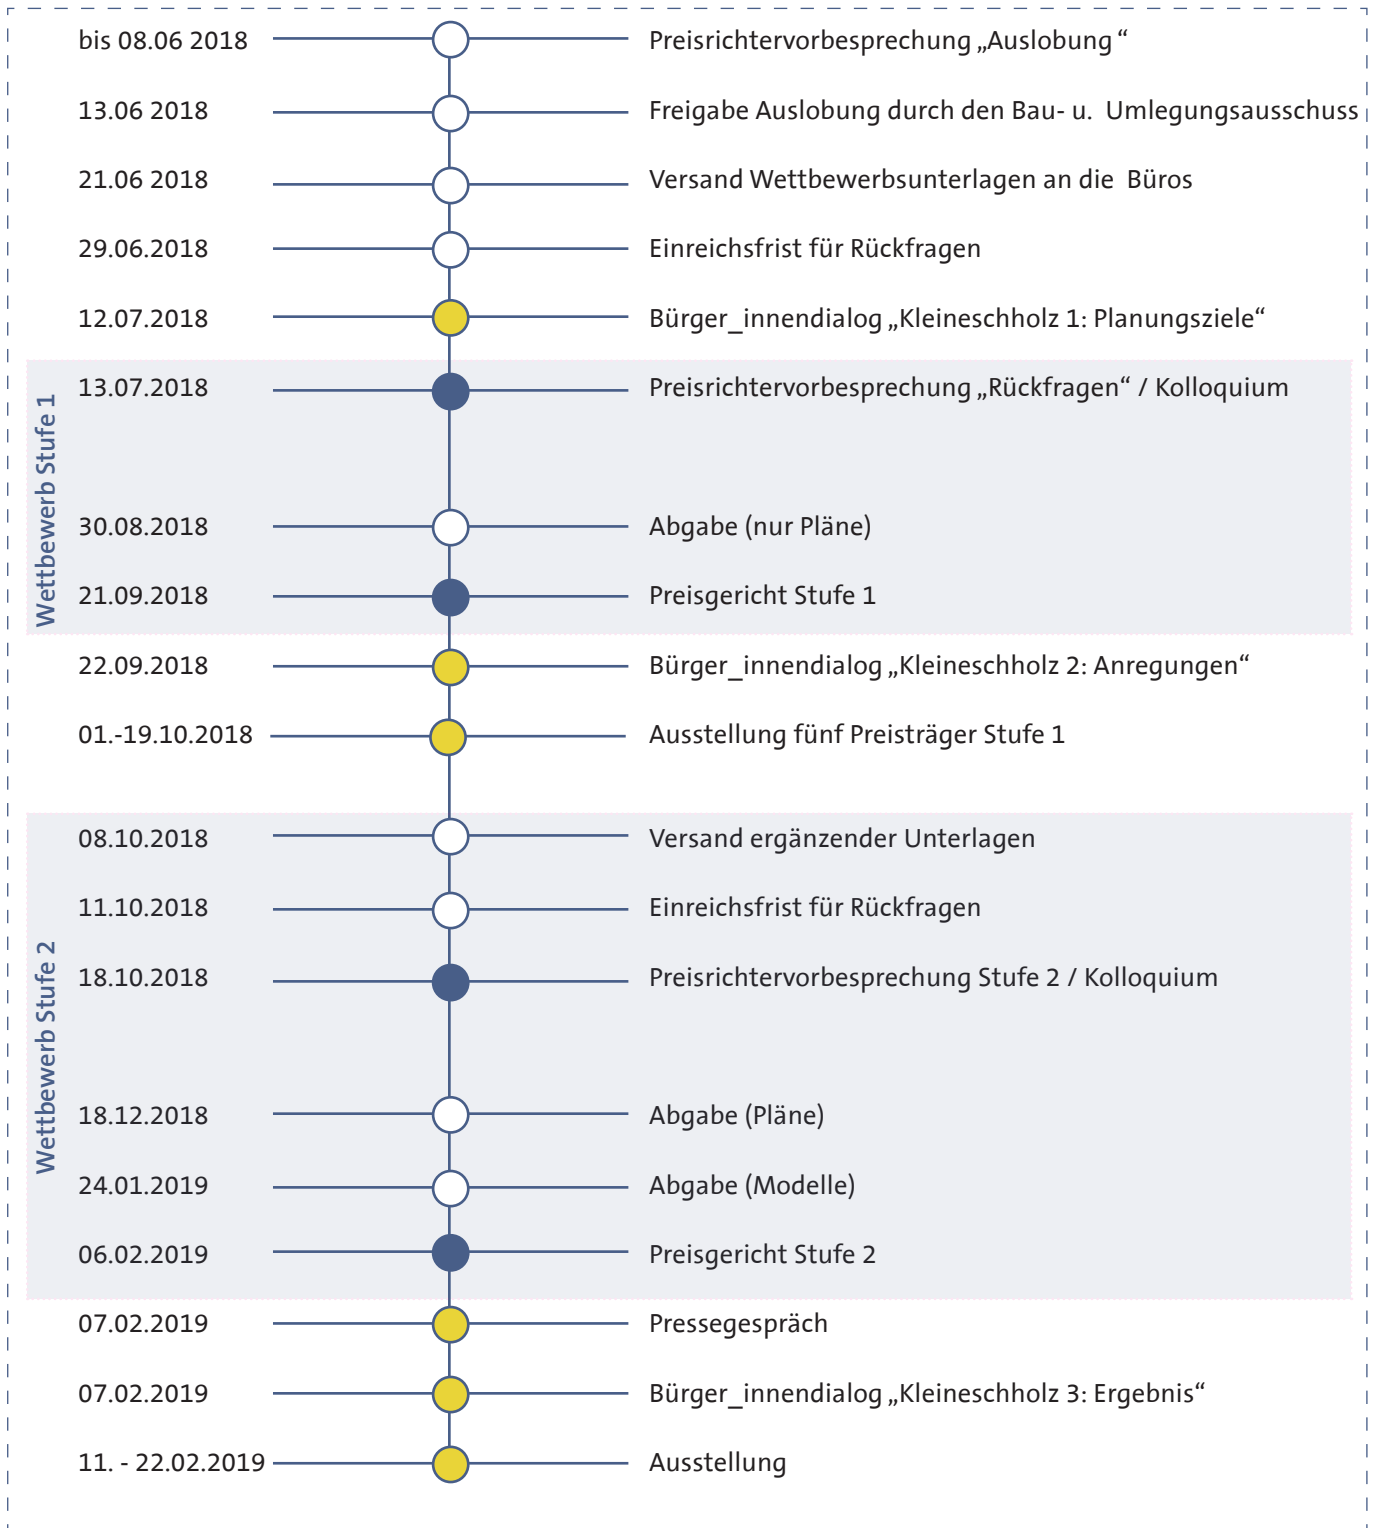 bis 08.06 2018 Preisrichtervorbesprechung „Auslobung “
13.06 2018 Freigabe Auslobung durch den Bau- u. Umlegungsausschuss
21.06 2018 Versand Wettbewerbsunterlagen an die Büros
29.06.2018 Einreichsfrist für Rückfragen
12.07.2018 Bürger_innendialog „Kleineschholz 1: Planungsziele“
Wettbewerb Stufe 1
13.07.2018 Preisrichtervorbesprechung „Rückfragen“ / Kolloquium
30.08.2018 Abgabe (nur Pläne)
21.09.2018 Preisgericht Stufe 1
22.09.2018 Bürger_innendialog „Kleineschholz 2: Anregungen“
01.-19.10.2018 Ausstellung fünf Preisträger Stufe 1
Wettbewerb Stufe 2
08.10.2018 Versand ergänzender Unterlagen
11.10.2018 Einreichsfrist für Rückfragen
18.10.2018 Preisrichtervorbesprechung Stufe 2 / Kolloquium
18.12.2018 Abgabe (Pläne)
24.01.2019 Abgabe (Modelle)
06.02.2019 Preisgericht Stufe 2
07.02.2019 Pressegespräch
07.02.2019 Bürger_innendialog „Kleineschholz 3: Ergebnis“
11. - 22.02.2019 Ausstellung